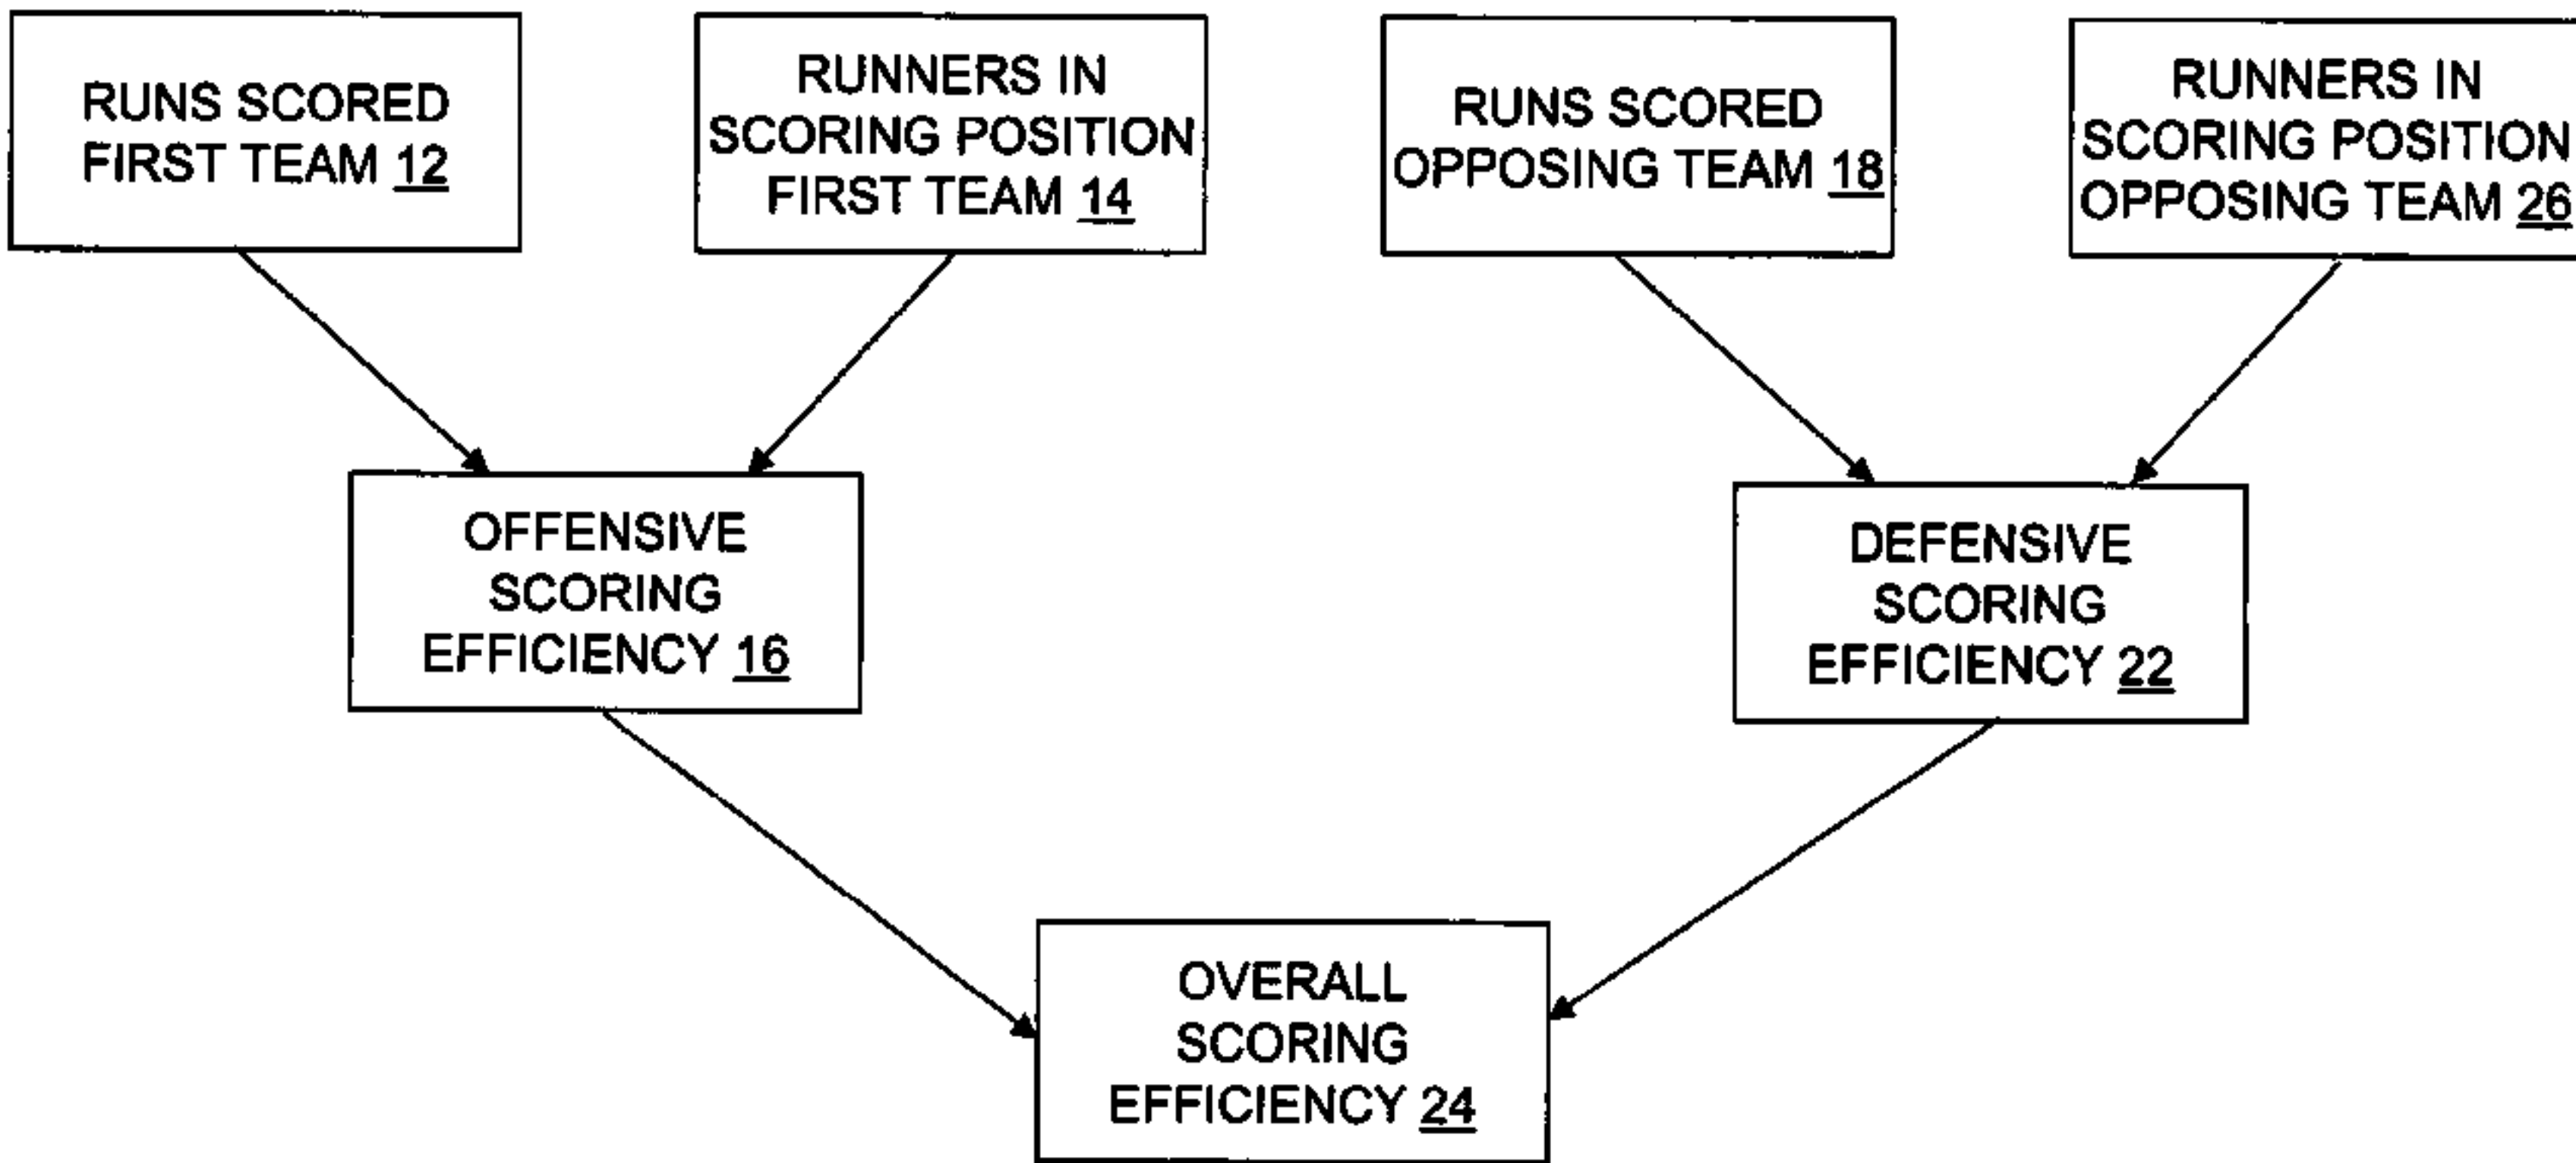 RUNS SCORED
FIRST TEAM 12
RUNNERS IN
SCORING POSITION
FIRST TEAM 14
RUNS SCORED
OPPOSING TEAM 18
RUNNERS IN
SCORING POSITION
OPPOSING TEAM 26
OFFENSIVE
SCORING
EFFICIENCY 16
DEFENSIVE
SCORING
EFFICIENCY 22
OVERALL
SCORING
EFFICIENCY 24